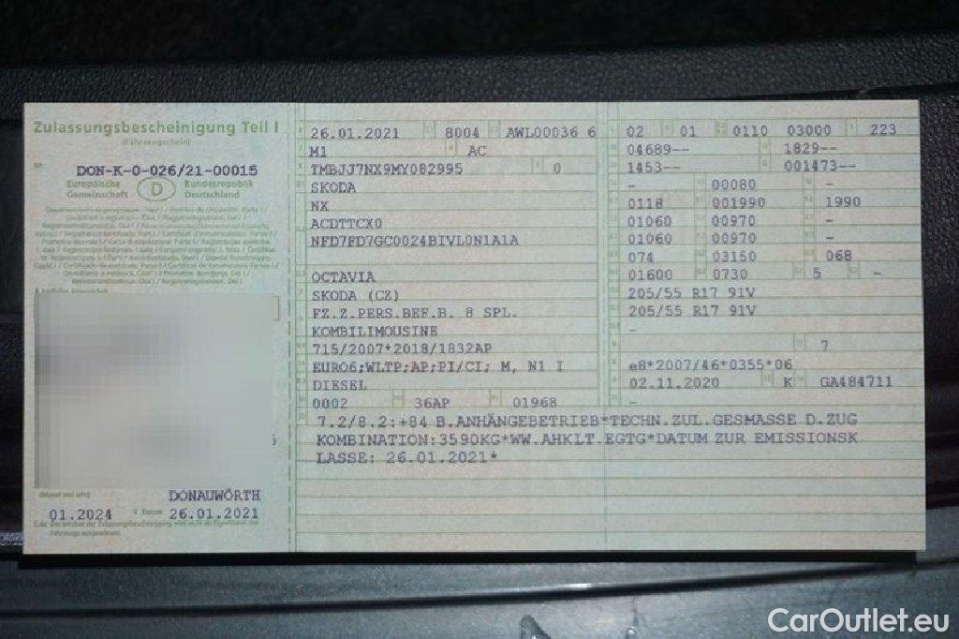 Zulassungsbescheinigung Teil I
(Fahrzeugschein)
DON-K-0-026/21-00015
Europäische Gemeinschaft D Bundesrepublik Deutschland
DONAUWÖRTH
01.2024 Datum 26.01.2021
26.01.2021 8004 AWL00036 6
M1 AC
TMBJJ7NX9MY082995 0
SKODA
NX
ACDTTCX0
NFD7FD7GC0024BIVL0N1A1A
OCTAVIA
SKODA (CZ)
FZ.Z.PERS.BEF.B. 8 SPL.
KOMBILIMOUSINE
715/2007*2018/1832AP
EURO6;WLTP;AP;PI/CI; M, N1 I
DIESEL
0002 36AP 01968
02 01 0110 03000 223
04689-- 1829--
1453-- 001473--
- 00080 -
0118 001990 1990
01060 00970 -
01060 00970 -
074 03150 068
01600 0730 5 -
205/55 R17 91V
205/55 R17 91V
-
7
e8*2007/46*0355*06
02.11.2020 K GA484711
-
7.2/8.2:+84 B.ANHÄNGEBETRIEB*TECHN.ZUL.GESMASSE D.ZUG
KOMBINATION:3590KG*WW.AHKLT.EGTG*DATUM ZUR EMISSIONSK
LASSE: 26.01.2021*
CarOutlet.eu